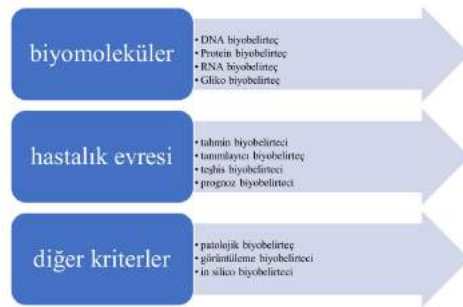 biyomoleküler
• DNA biyobelirteç
• Protein biyobelirteç
• RNA biyobelirteç
• Gliko biyobelirteç
hastalık evresi
• tahmin biyobelirteci
• tanımlayıcı biyobelirteç
• teşhis biyobelirteci
• prognoz biyobelirteci
diğer kriterler
• patolojik biyobelirteç
• görüntüleme biyobelirteci
• in silico biyobelirteci